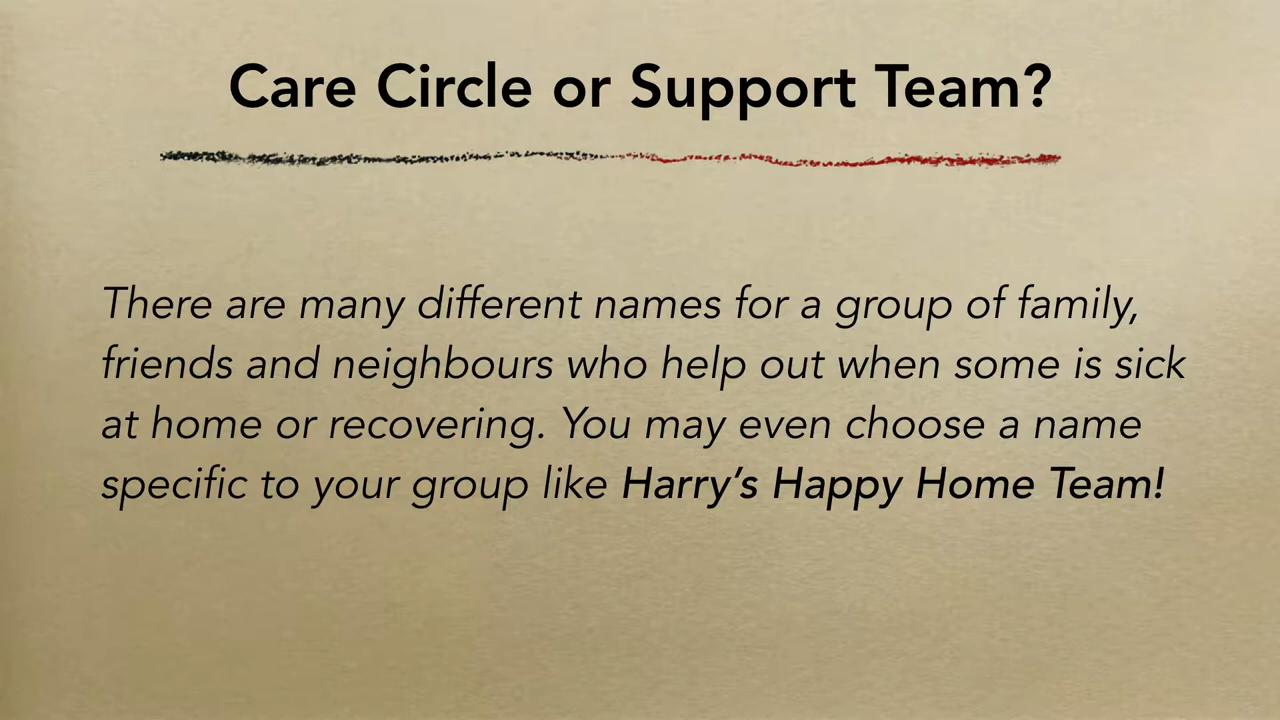 Care Circle or Support Team?
There are many different names for a group of family,
friends and neighbours who help out when some is sick
at home or recovering. You may even choose a name
specific to your group like Harry’s Happy Home Team!